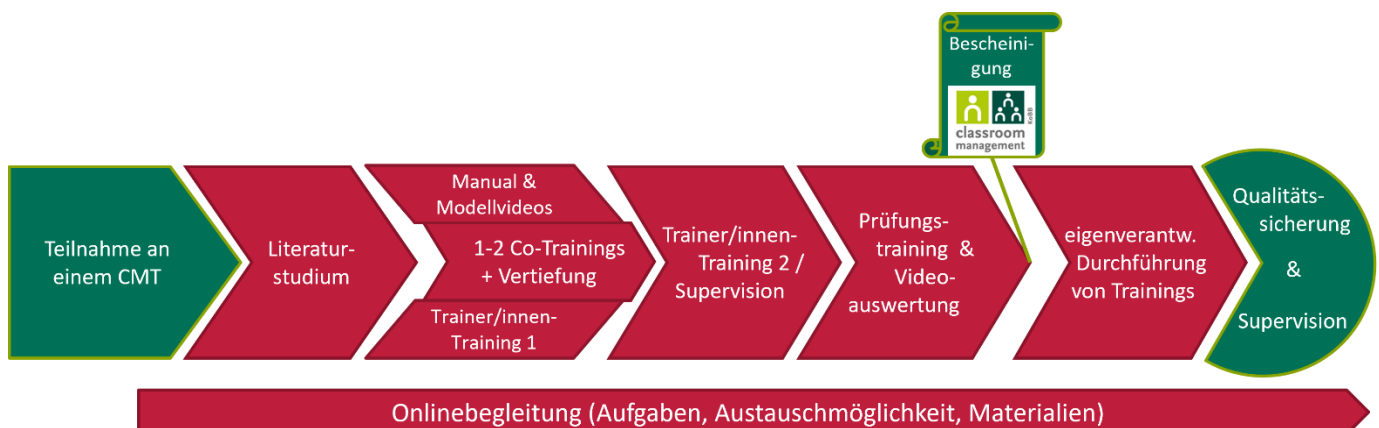 Bescheini-
gung
KoBB
classroom
management
Teilnahme an
einem CMT
Literatur-
studium
Manual &
Modellvideos
1-2 Co-Trainings
+ Vertiefung
Trainer/innen-
Training 1
Trainer/innen-
Training 2 /
Supervision
Prüfungs-
training &
Video-
auswertung
eigenverantw.
Durchführung
von Trainings
Qualitäts-
sicherung
&
Supervision
Onlinebegleitung (Aufgaben, Austauschmöglichkeit, Materialien)